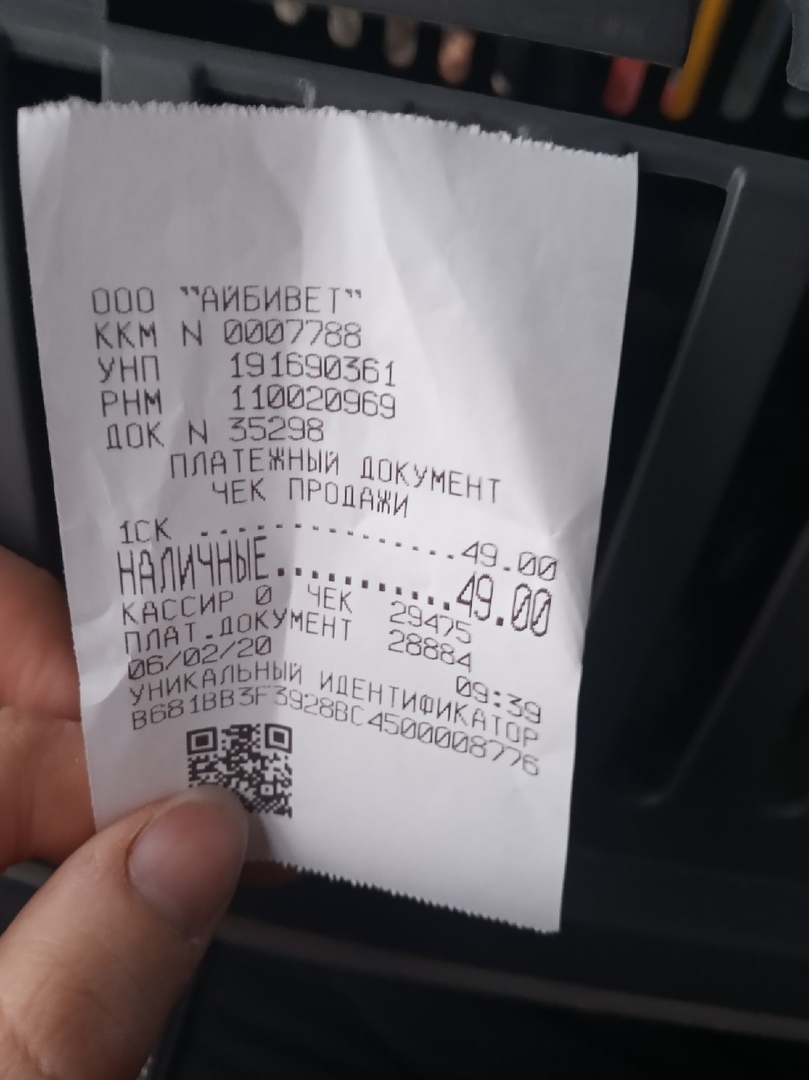 ООО "АЙБИВЕТ"
ККМ N 0007788
УНП 191690361
РНМ 110020969
ДОК N 35298
ПЛАТЕЖНЫЙ ДОКУМЕНТ
ЧЕК ПРОДАЖИ
1СК ...............49.00
НАЛИЧНЫЕ...........49.00
КАССИР 0 ЧЕК 29475
ПЛАТ.ДОКУМЕНТ 28884
06/02/20 09:39
УНИКАЛЬНЫЙ ИДЕНТИФИКАТОР
B681BB3F3928BC4500008776